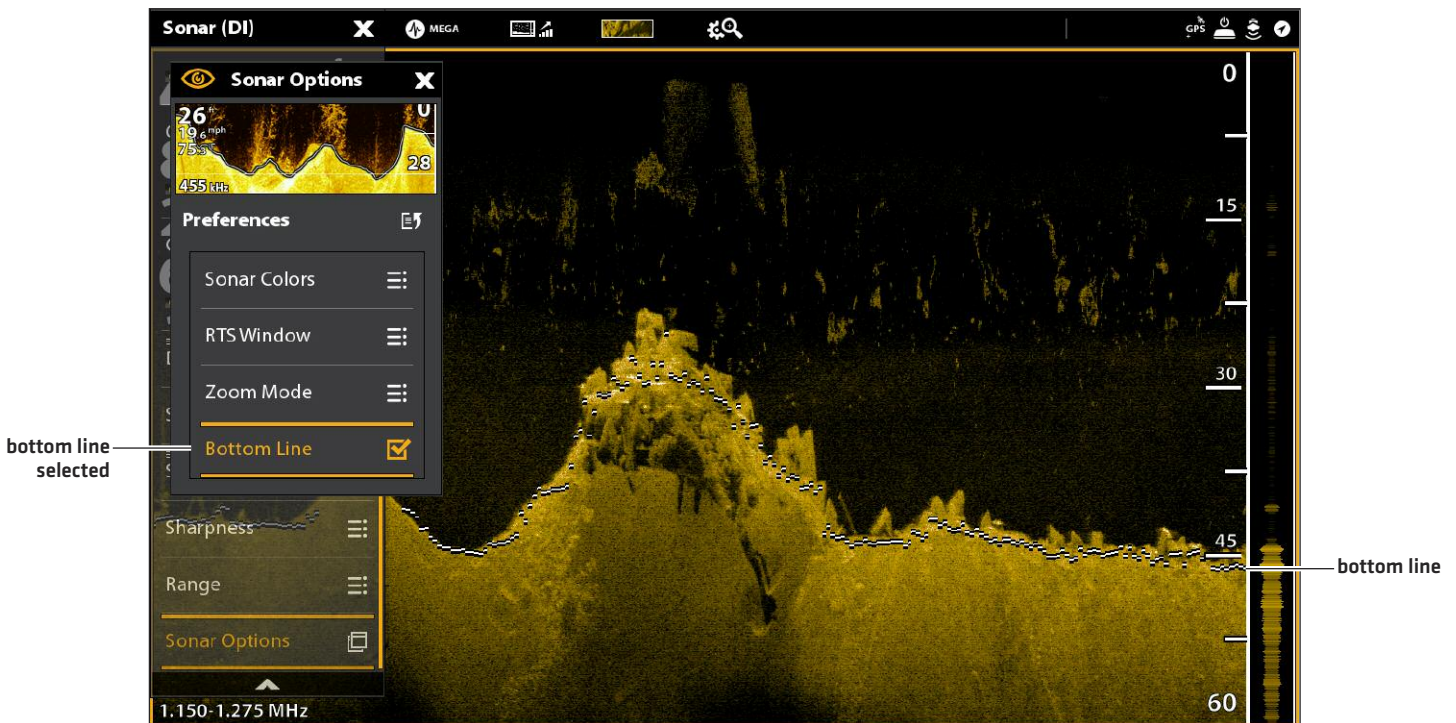 Sonar (DI)
MEGA
GPS
Sonar Options
26 ft
19.6 mph
0
28
455 kHz
Preferences
Sonar Colors
RTS Window
Zoom Mode
Bottom Line
bottom line
selected
Sharpness
Range
Sonar Options
1.150-1.275 MHz
0
15
30
45
60
bottom line